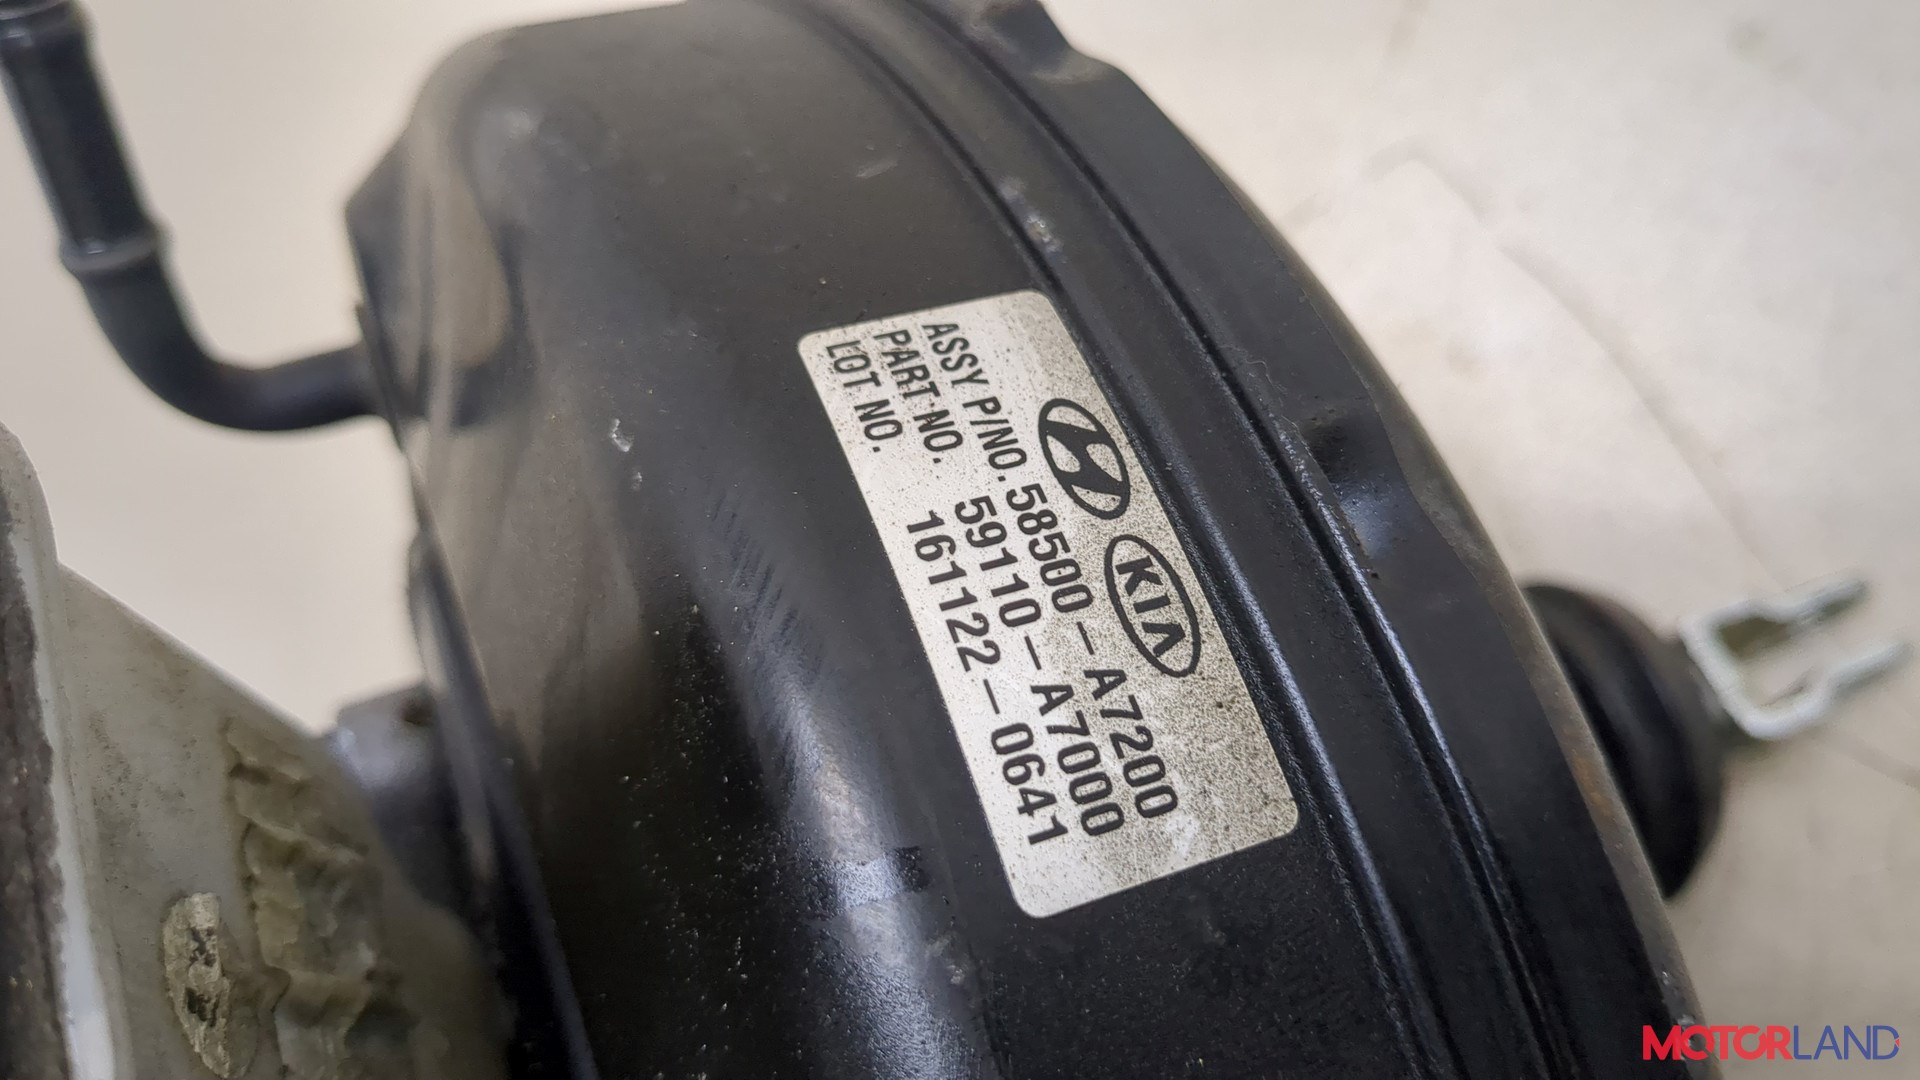 KIA
ASSY P/NO. 58500-A7200
PART NO. 59110-A7000
LOT NO. 161122-0641
MOTORLAND